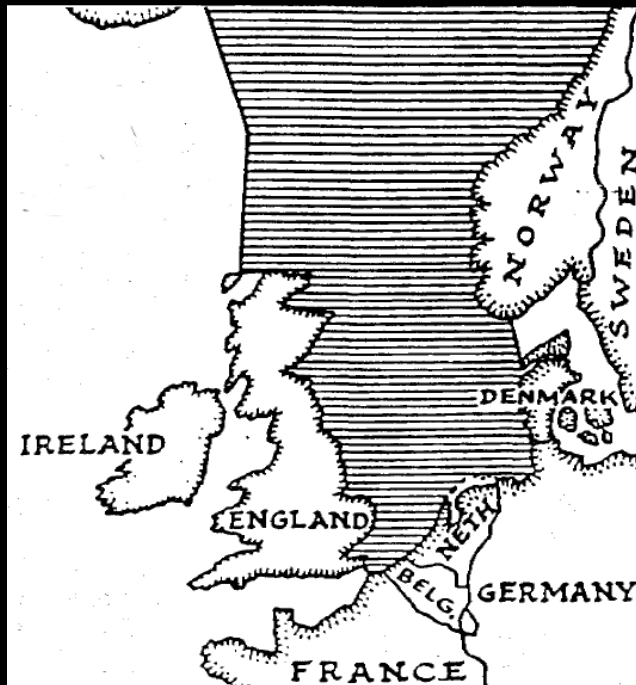 NORWAY
SWEDEN
DENMARK
IRELAND
ENGLAND
NETH.
BELG.
GERMANY
FRANCE